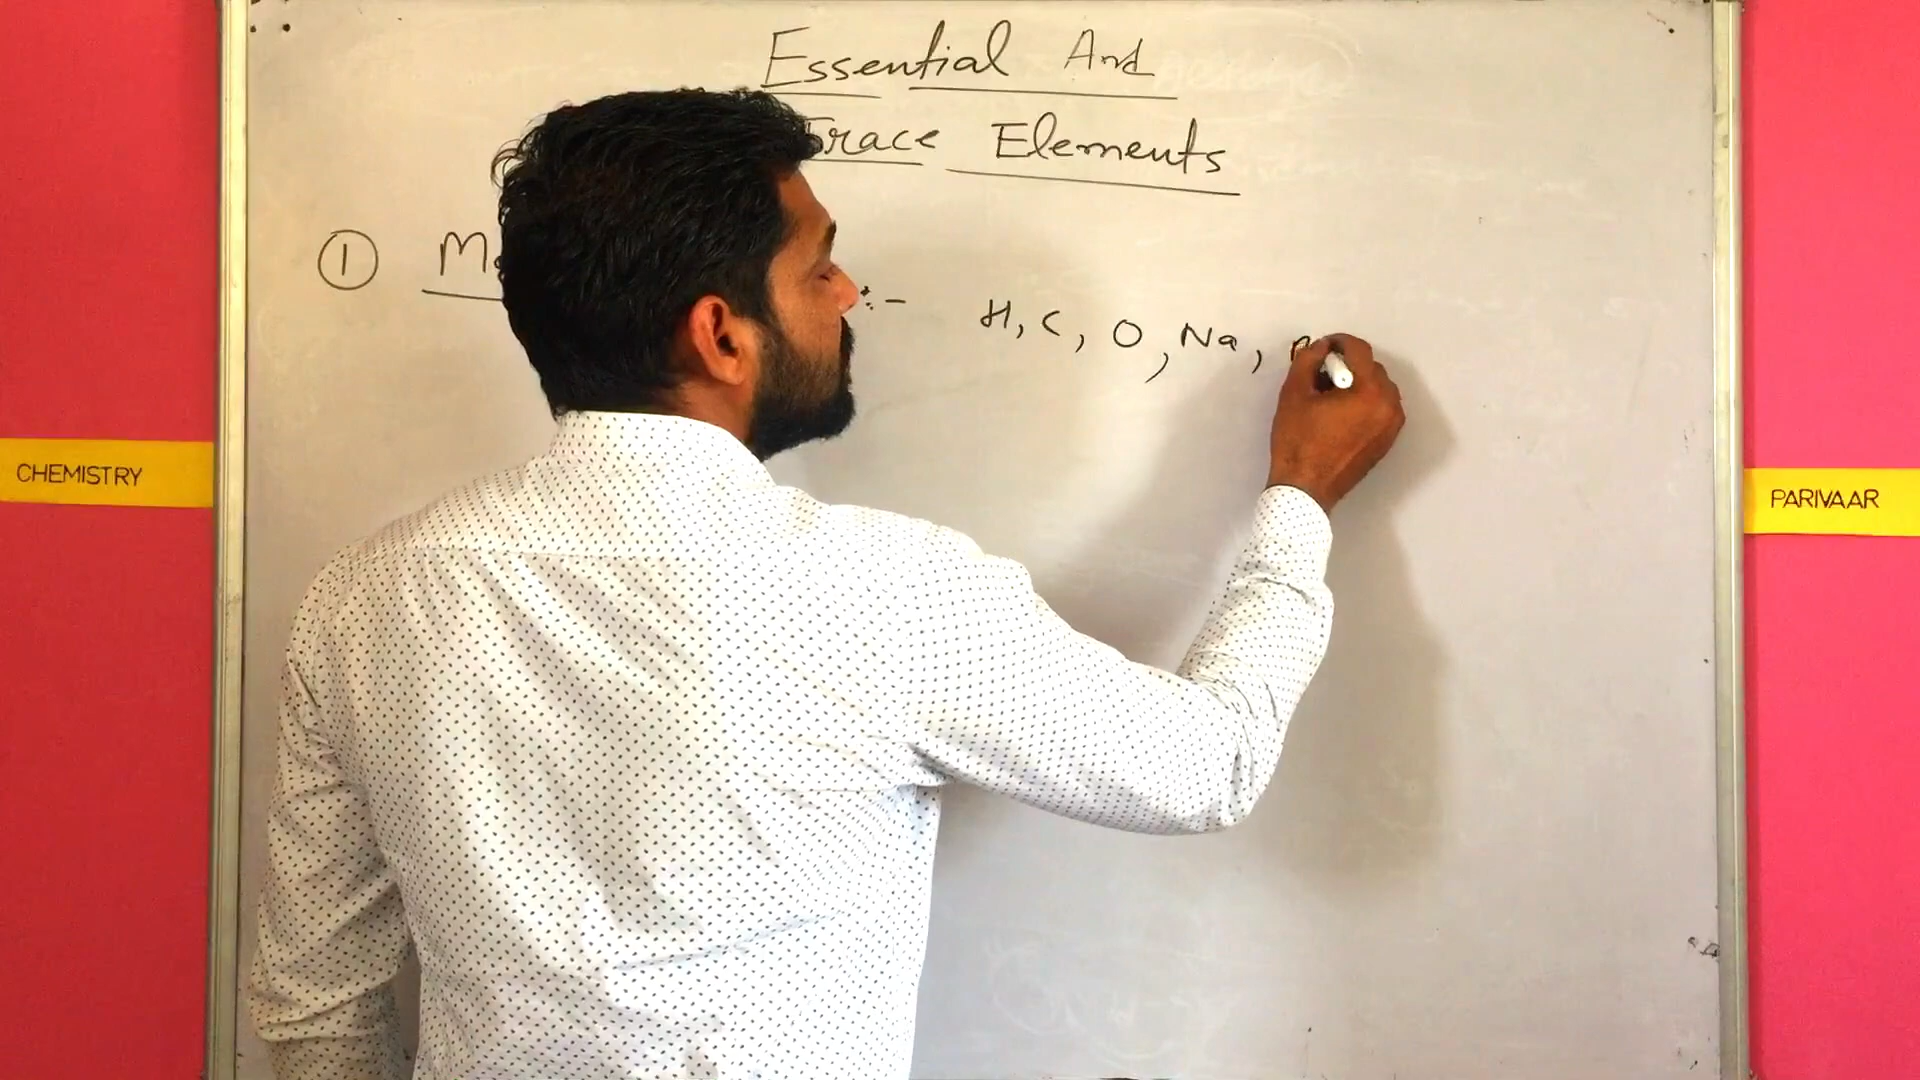 Essential And
Trace Elements
①
:- H, C, O, Na,
CHEMISTRY
PARIVAAR